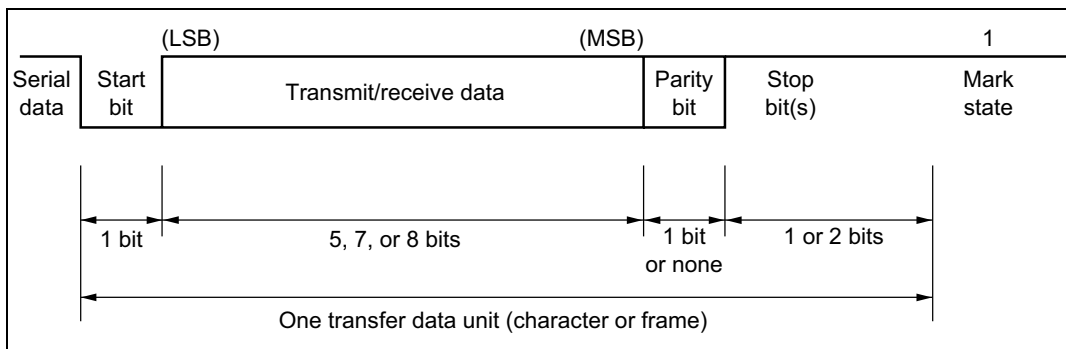 (LSB) (MSB) 1
Serial Start Transmit/receive data Parity Stop Mark
data bit bit bit(s) state
1 bit 5, 7, or 8 bits 1 bit 1 or 2 bits
or none
One transfer data unit (character or frame)